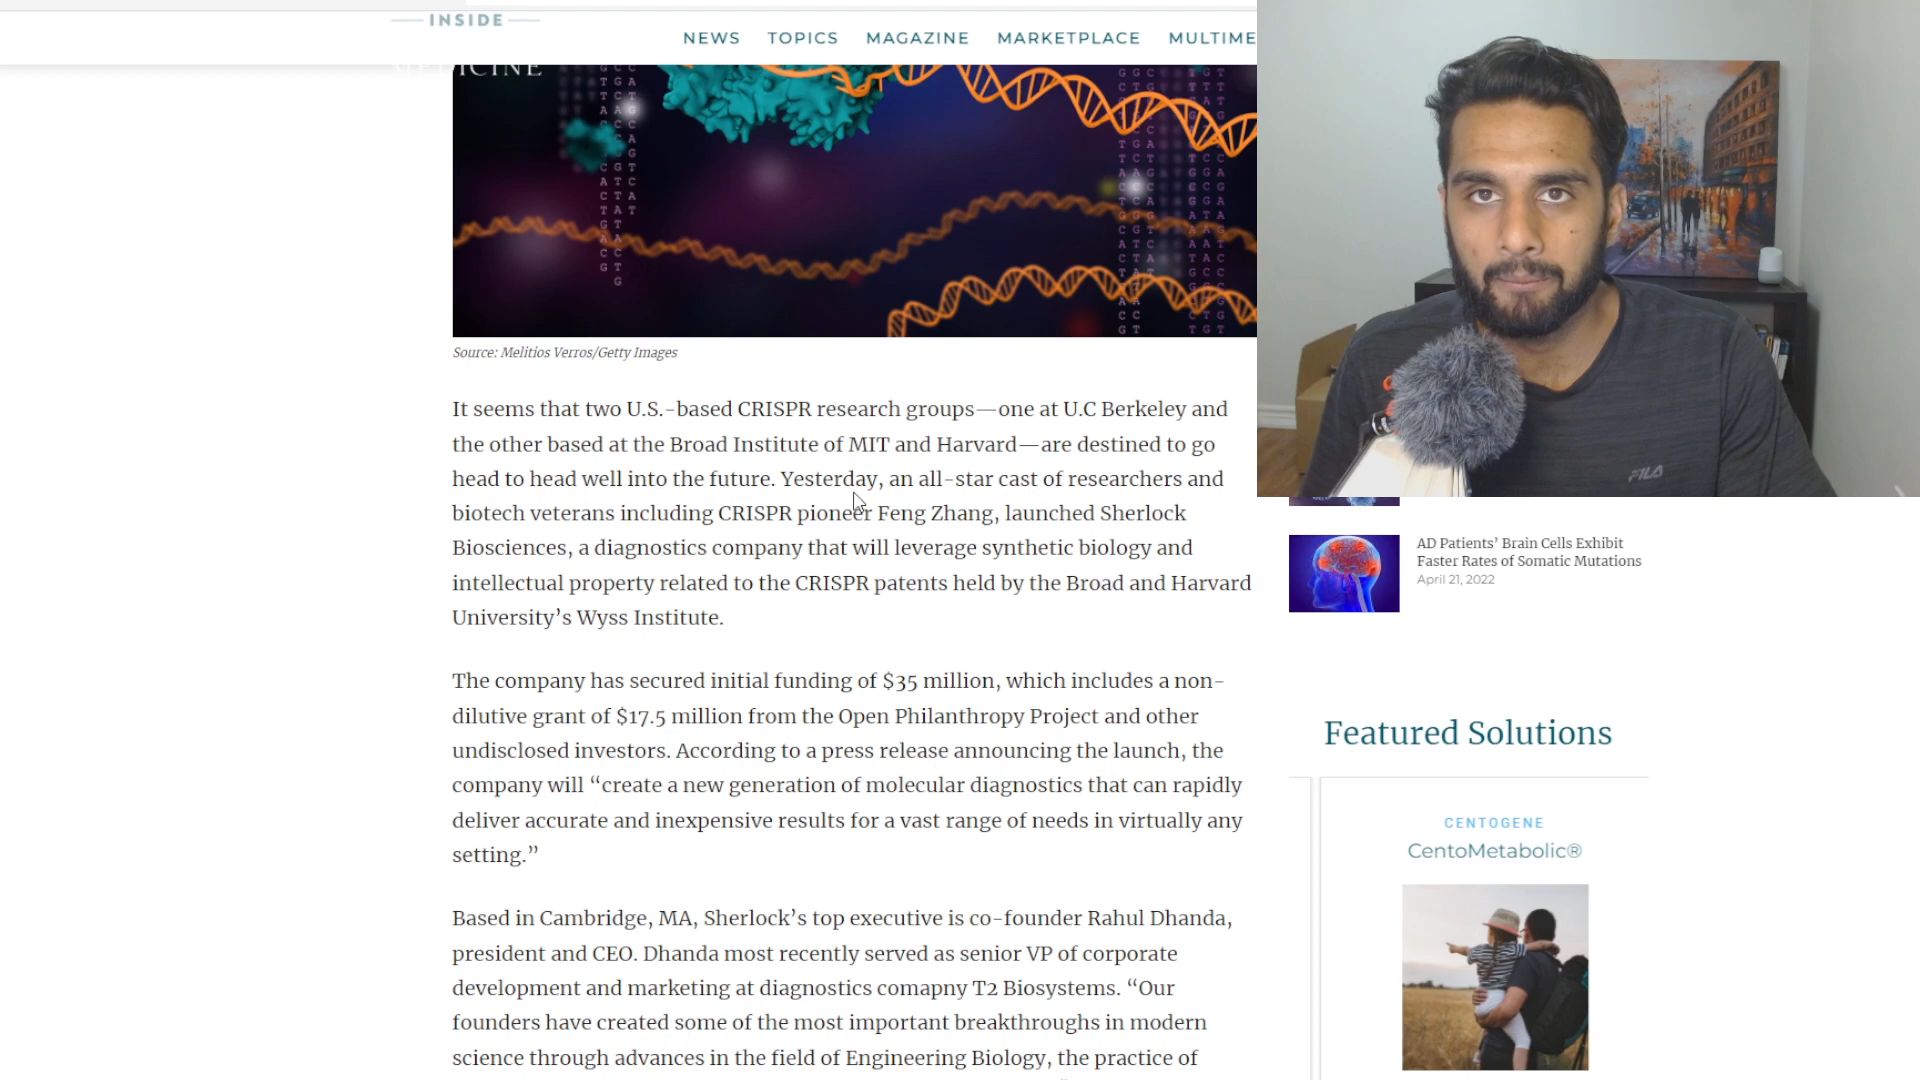 INSIDE
NEWS TOPICS MAGAZINE MARKETPLACE MULTIME
ICINE
Source: Melitios Verros/Getty Images
It seems that two U.S.-based CRISPR research groups—one at U.C Berkeley and
the other based at the Broad Institute of MIT and Harvard—are destined to go
head to head well into the future. Yesterday, an all-star cast of researchers and
biotech veterans including CRISPR pioneer Feng Zhang, launched Sherlock
Biosciences, a diagnostics company that will leverage synthetic biology and
intellectual property related to the CRISPR patents held by the Broad and Harvard
University’s Wyss Institute.
The company has secured initial funding of $35 million, which includes a non-
dilutive grant of $17.5 million from the Open Philanthropy Project and other
undisclosed investors. According to a press release announcing the launch, the
company will “create a new generation of molecular diagnostics that can rapidly
deliver accurate and inexpensive results for a vast range of needs in virtually any
setting.”
Based in Cambridge, MA, Sherlock’s top executive is co-founder Rahul Dhanda,
president and CEO. Dhanda most recently served as senior VP of corporate
development and marketing at diagnostics comapny T2 Biosystems. “Our
founders have created some of the most important breakthroughs in modern
science through advances in the field of Engineering Biology, the practice of
FILA
AD Patients’ Brain Cells Exhibit
Faster Rates of Somatic Mutations
April 21, 2022
Featured Solutions
CENTOGENE
CentoMetabolic®